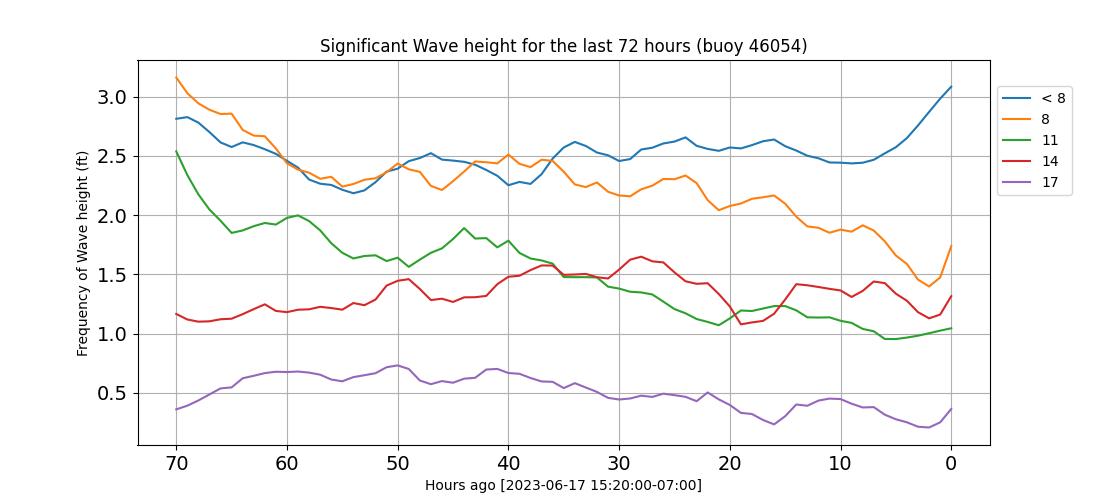 Significant Wave height for the last 72 hours (buoy 46054)
Frequency of Wave height (ft)
3.0
2.5
2.0
1.5
1.0
0.5
70 60 50 40 30 20 10 0
Hours ago [2023-06-17 15:20:00-07:00]
< 8
8
11
14
17